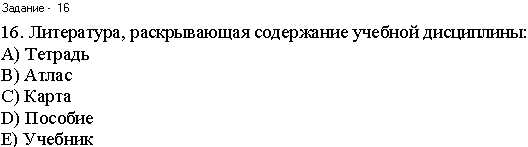 Задание - 16
16. Литература, раскрывающая содержание учебной дисциплины:
A) Тетрадь
B) Атлас
C) Карта
D) Пособие
E) Учебник